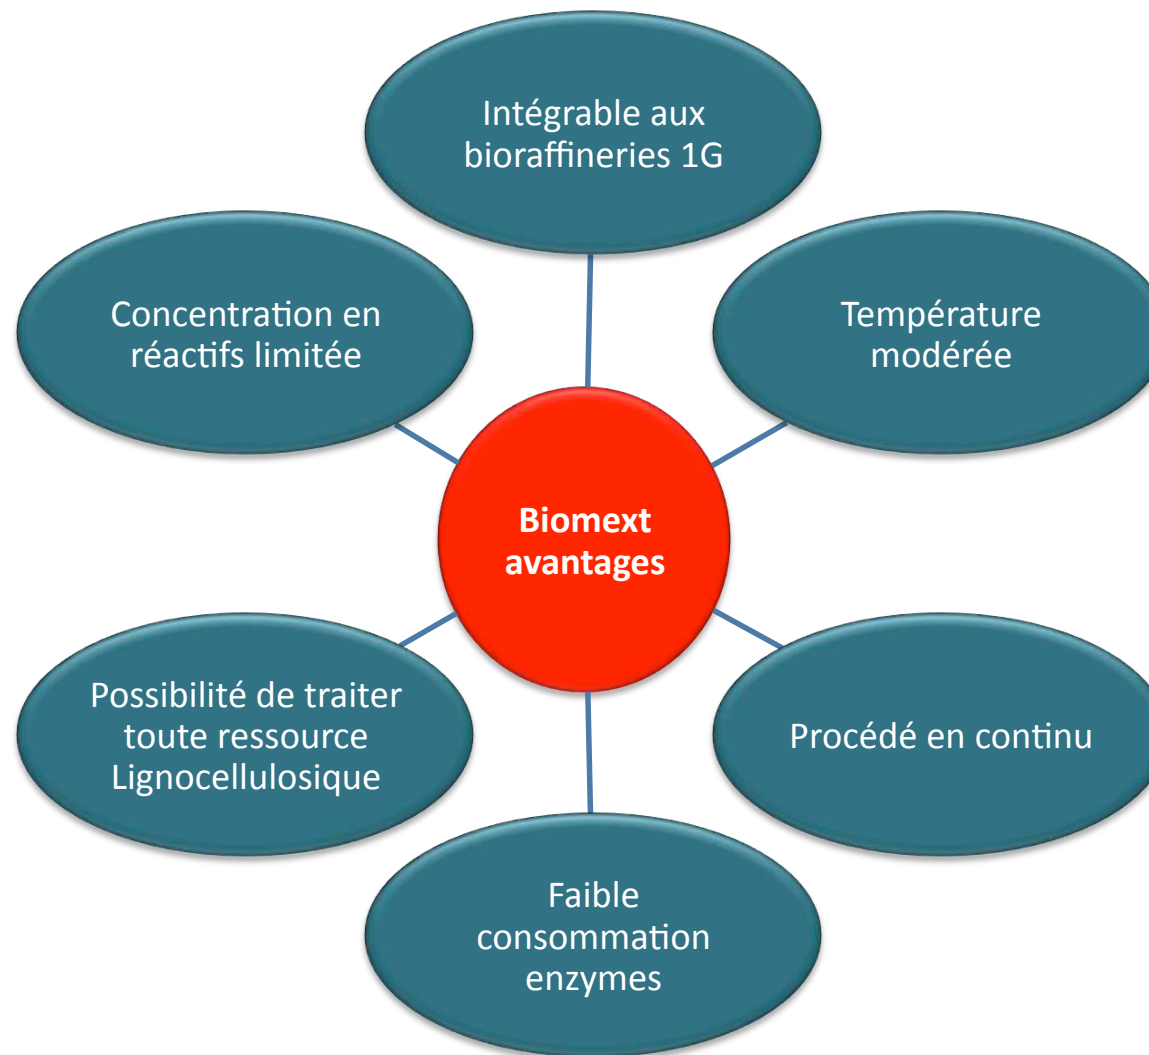 Intégrable aux
bioraffineries 1G
Concentration en
réactifs limitée
Température
modérée
Biomext
avantages
Possibilité de traiter
toute ressource
Lignocellulosique
Procédé en continu
Faible
consommation
enzymes